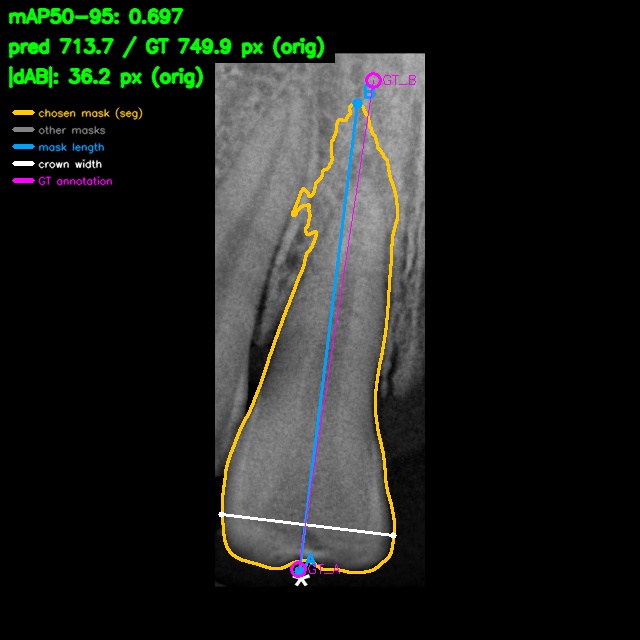 mAP50-95: 0.697
pred 713.7 / GT 749.9 px (orig)
|dAB|: 36.2 px (orig)
chosen mask (seg)
other masks
mask length
crown width
GT annotation
GT_B
B
A
GT_A